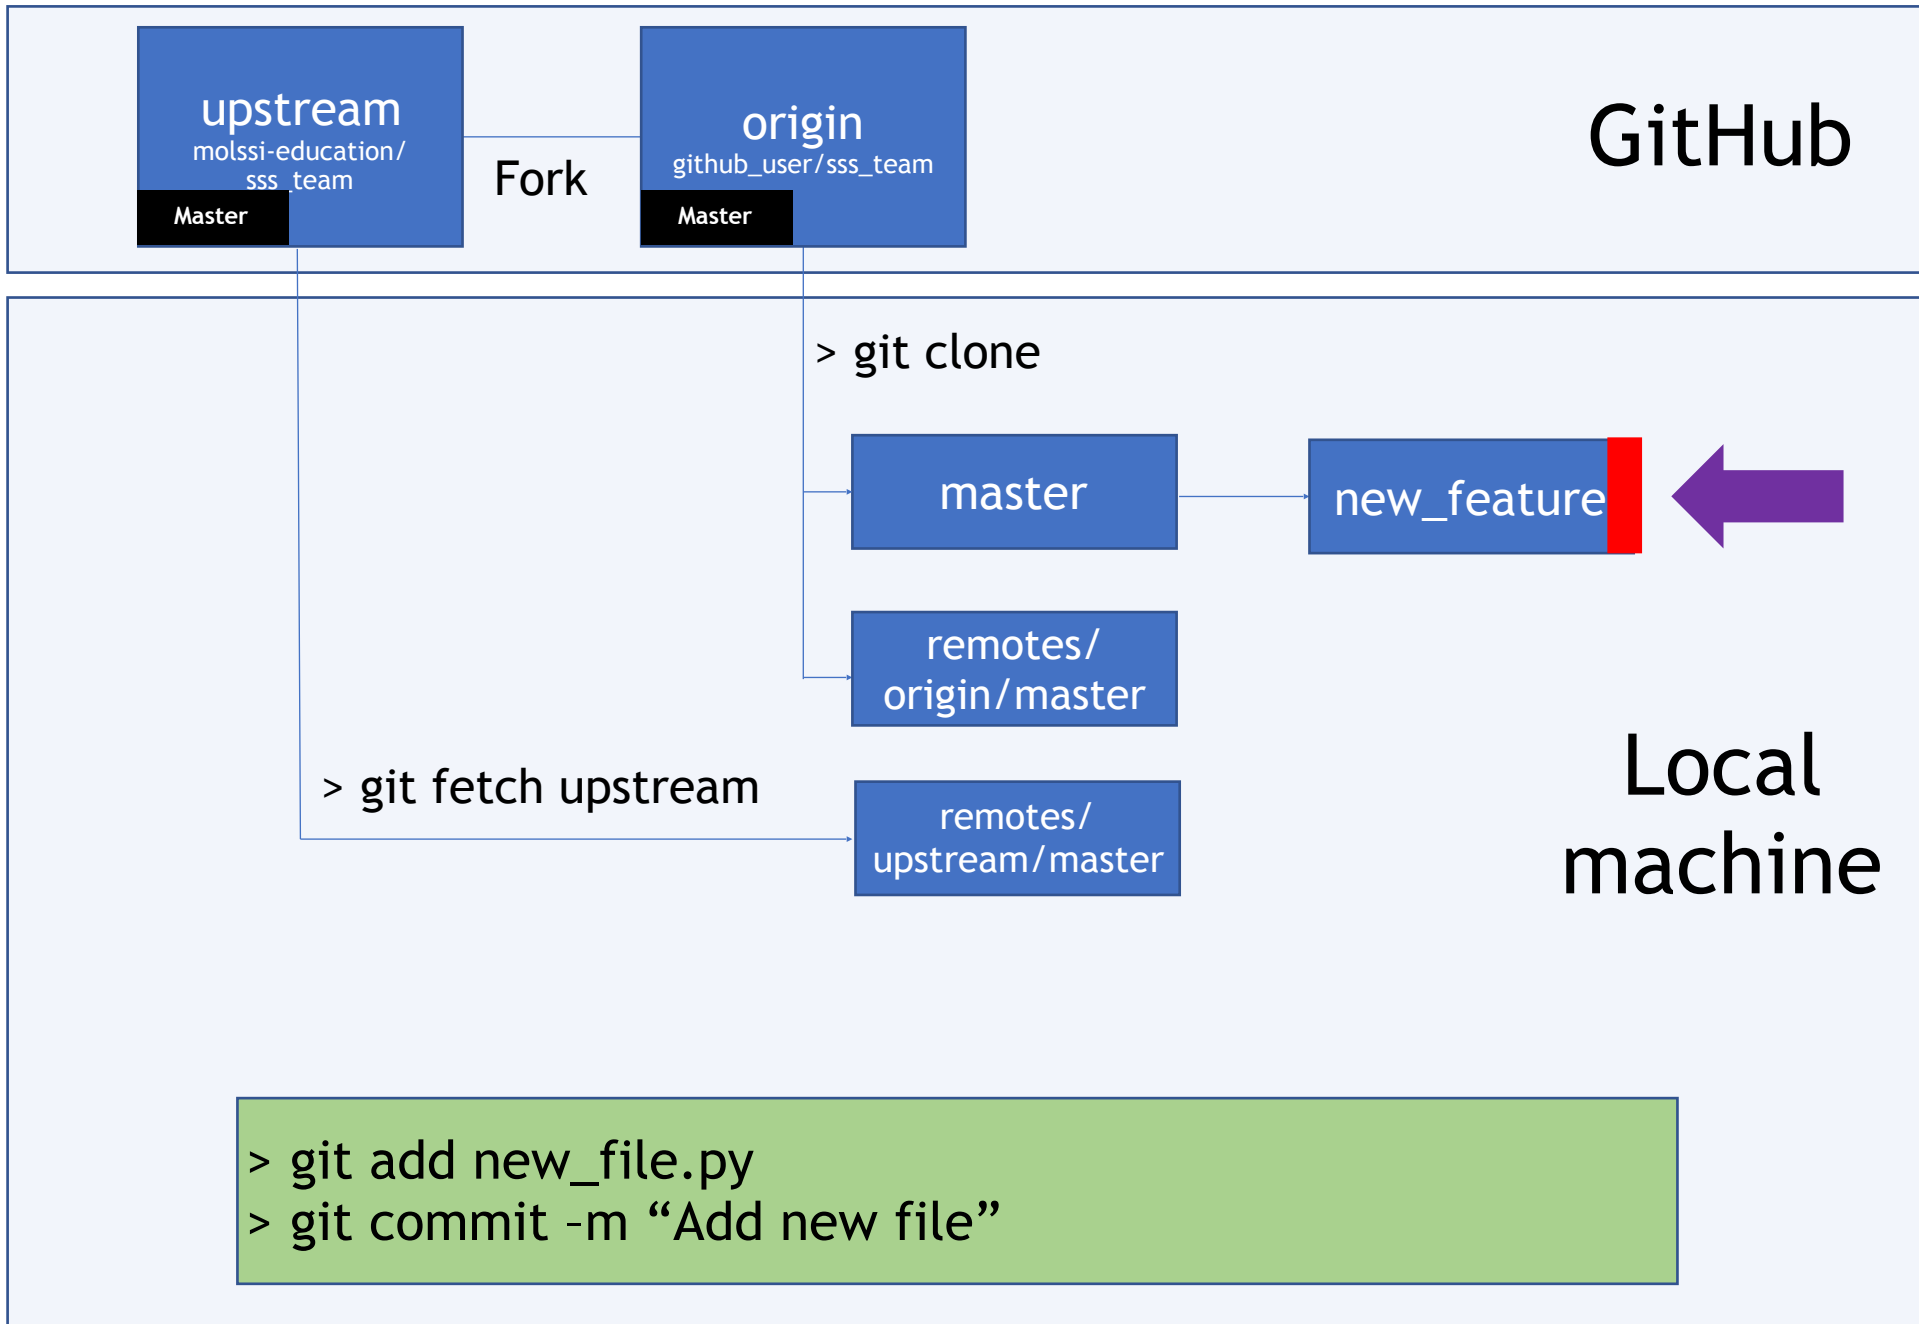 upstream
molssi-education/
sss_team
Master
Fork
origin
github_user/sss_team
Master
GitHub
> git clone
master
new_feature
remotes/
origin/master
> git fetch upstream
remotes/
upstream/master
Local
machine
> git add new_file.py
> git commit –m “Add new file”